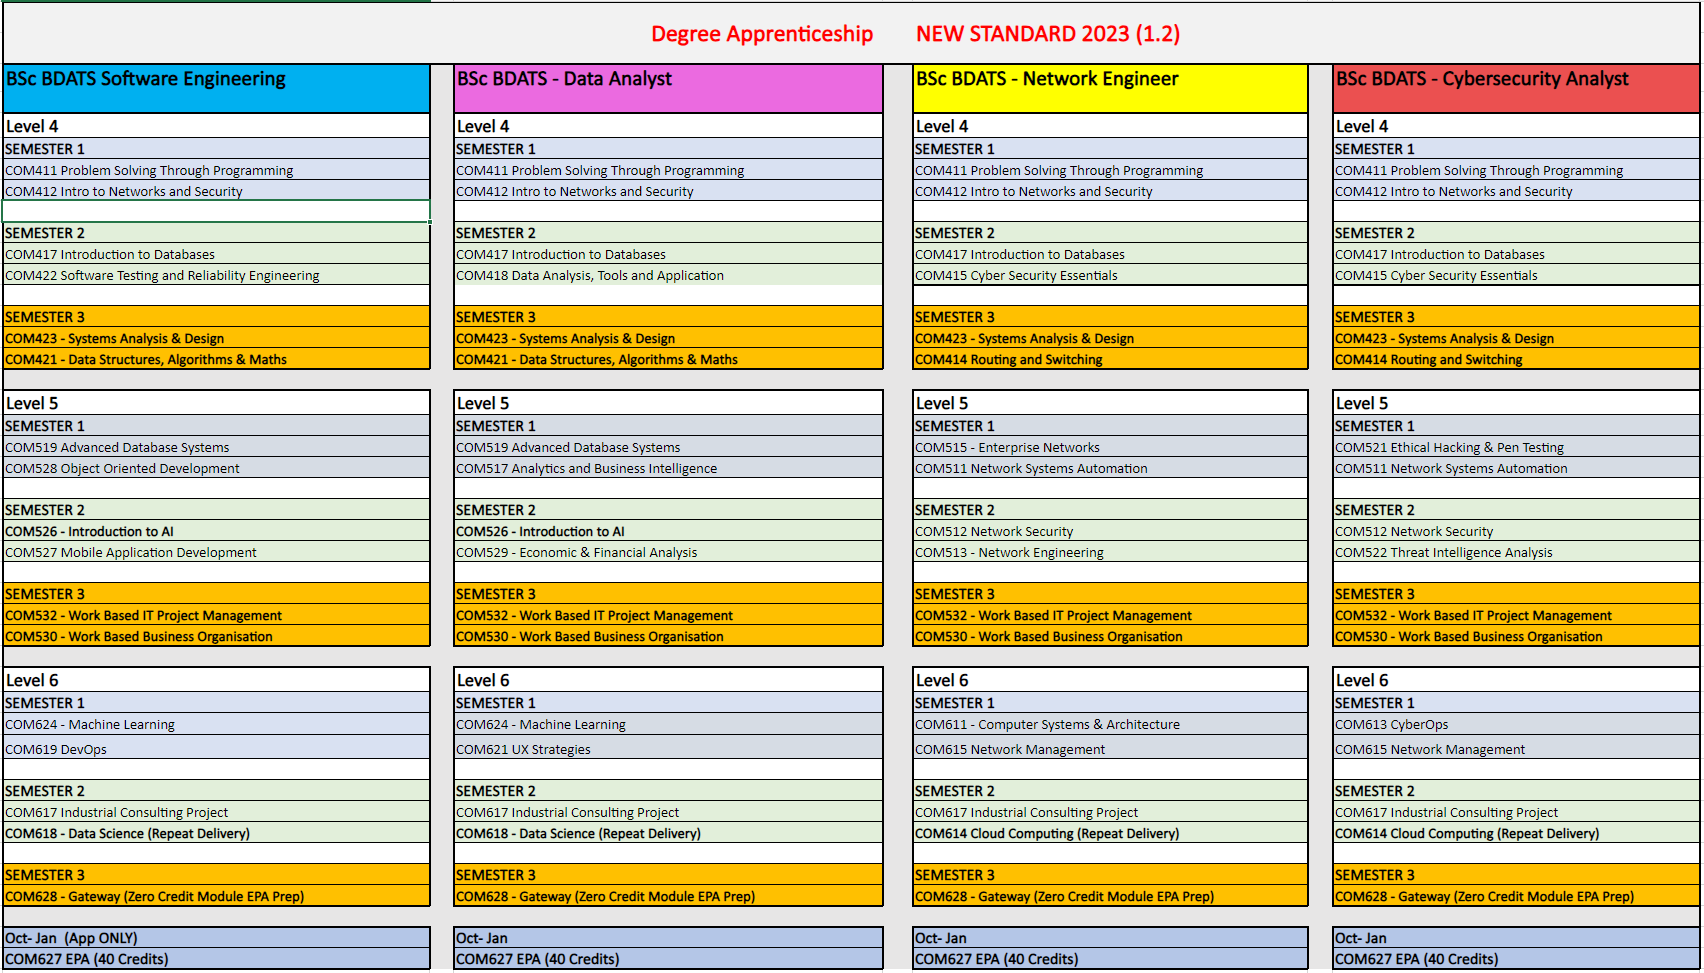 Degree Apprenticeship NEW STANDARD 2023 (1.2)
BSc BDATS Software Engineering
Level 4
SEMESTER 1
COM411 Problem Solving Through Programming
COM412 Intro to Networks and Security
SEMESTER 2
COM417 Introduction to Databases
COM422 Software Testing and Reliability Engineering
SEMESTER 3
COM423 - Systems Analysis & Design
COM421 - Data Structures, Algorithms & Maths
Level 5
SEMESTER 1
COM519 Advanced Database Systems
COM528 Object Oriented Development
SEMESTER 2
COM526 - Introduction to AI
COM527 Mobile Application Development
SEMESTER 3
COM532 - Work Based IT Project Management
COM530 - Work Based Business Organisation
Level 6
SEMESTER 1
COM624 - Machine Learning
COM619 DevOps
SEMESTER 2
COM617 Industrial Consulting Project
COM618 - Data Science (Repeat Delivery)
SEMESTER 3
COM628 - Gateway (Zero Credit Module EPA Prep)
Oct- Jan (App ONLY)
COM627 EPA (40 Credits)
BSc BDATS - Data Analyst
Level 4
SEMESTER 1
COM411 Problem Solving Through Programming
COM412 Intro to Networks and Security
SEMESTER 2
COM417 Introduction to Databases
COM418 Data Analysis, Tools and Application
SEMESTER 3
COM423 - Systems Analysis & Design
COM421 - Data Structures, Algorithms & Maths
Level 5
SEMESTER 1
COM519 Advanced Database Systems
COM517 Analytics and Business Intelligence
SEMESTER 2
COM526 - Introduction to AI
COM529 - Economic & Financial Analysis
SEMESTER 3
COM532 - Work Based IT Project Management
COM530 - Work Based Business Organisation
Level 6
SEMESTER 1
COM624 - Machine Learning
COM621 UX Strategies
SEMESTER 2
COM617 Industrial Consulting Project
COM618 - Data Science (Repeat Delivery)
SEMESTER 3
COM628 - Gateway (Zero Credit Module EPA Prep)
Oct- Jan
COM627 EPA (40 Credits)
BSc BDATS - Network Engineer
Level 4
SEMESTER 1
COM411 Problem Solving Through Programming
COM412 Intro to Networks and Security
SEMESTER 2
COM417 Introduction to Databases
COM415 Cyber Security Essentials
SEMESTER 3
COM423 - Systems Analysis & Design
COM414 Routing and Switching
Level 5
SEMESTER 1
COM515 - Enterprise Networks
COM511 Network Systems Automation
SEMESTER 2
COM512 Network Security
COM513 - Network Engineering
SEMESTER 3
COM532 - Work Based IT Project Management
COM530 - Work Based Business Organisation
Level 6
SEMESTER 1
COM611 - Computer Systems & Architecture
COM615 Network Management
SEMESTER 2
COM617 Industrial Consulting Project
COM614 Cloud Computing (Repeat Delivery)
SEMESTER 3
COM628 - Gateway (Zero Credit Module EPA Prep)
Oct- Jan
COM627 EPA (40 Credits)
BSc BDATS - Cybersecurity Analyst
Level 4
SEMESTER 1
COM411 Problem Solving Through Programming
COM412 Intro to Networks and Security
SEMESTER 2
COM417 Introduction to Databases
COM415 Cyber Security Essentials
SEMESTER 3
COM423 - Systems Analysis & Design
COM414 Routing and Switching
Level 5
SEMESTER 1
COM521 Ethical Hacking & Pen Testing
COM511 Network Systems Automation
SEMESTER 2
COM512 Network Security
COM522 Threat Intelligence Analysis
SEMESTER 3
COM532 - Work Based IT Project Management
COM530 - Work Based Business Organisation
Level 6
SEMESTER 1
COM613 CyberOps
COM615 Network Management
SEMESTER 2
COM617 Industrial Consulting Project
COM614 Cloud Computing (Repeat Delivery)
SEMESTER 3
COM628 - Gateway (Zero Credit Module EPA Prep)
Oct- Jan
COM627 EPA (40 Credits)